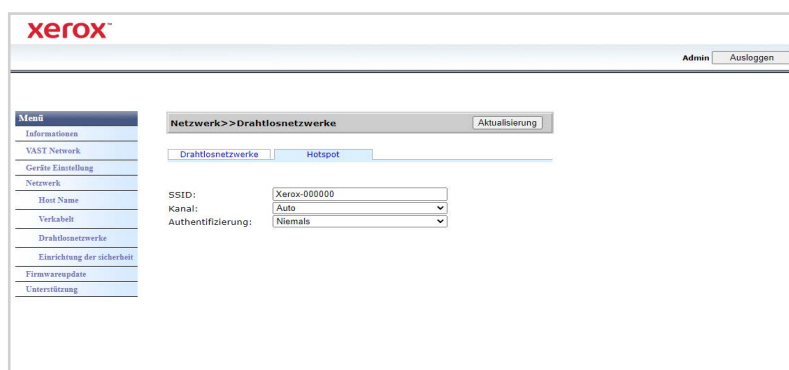 xerox™
Admin Ausloggen
Menü
Informationen
VAST Network
Geräte Einstellung
Netzwerk
Host Name
Verkabelt
Drahtlosnetzwerke
Einrichtung der sicherheit
Firmwareupdate
Unterstützung
Netzwerk>>Drahtlosnetzwerke Aktualisierung
Drahtlosnetzwerke Hotspot
SSID: Xerox-000000
Kanal: Auto
Authentifizierung: Niemals